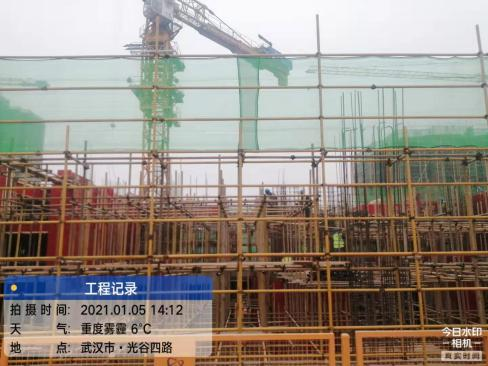 工程记录
拍摄时间: 2021.01.05 14:12
天气: 重度雾霾 6℃
地点: 武汉市·光谷四路
今日水印
-相机-
真实时间